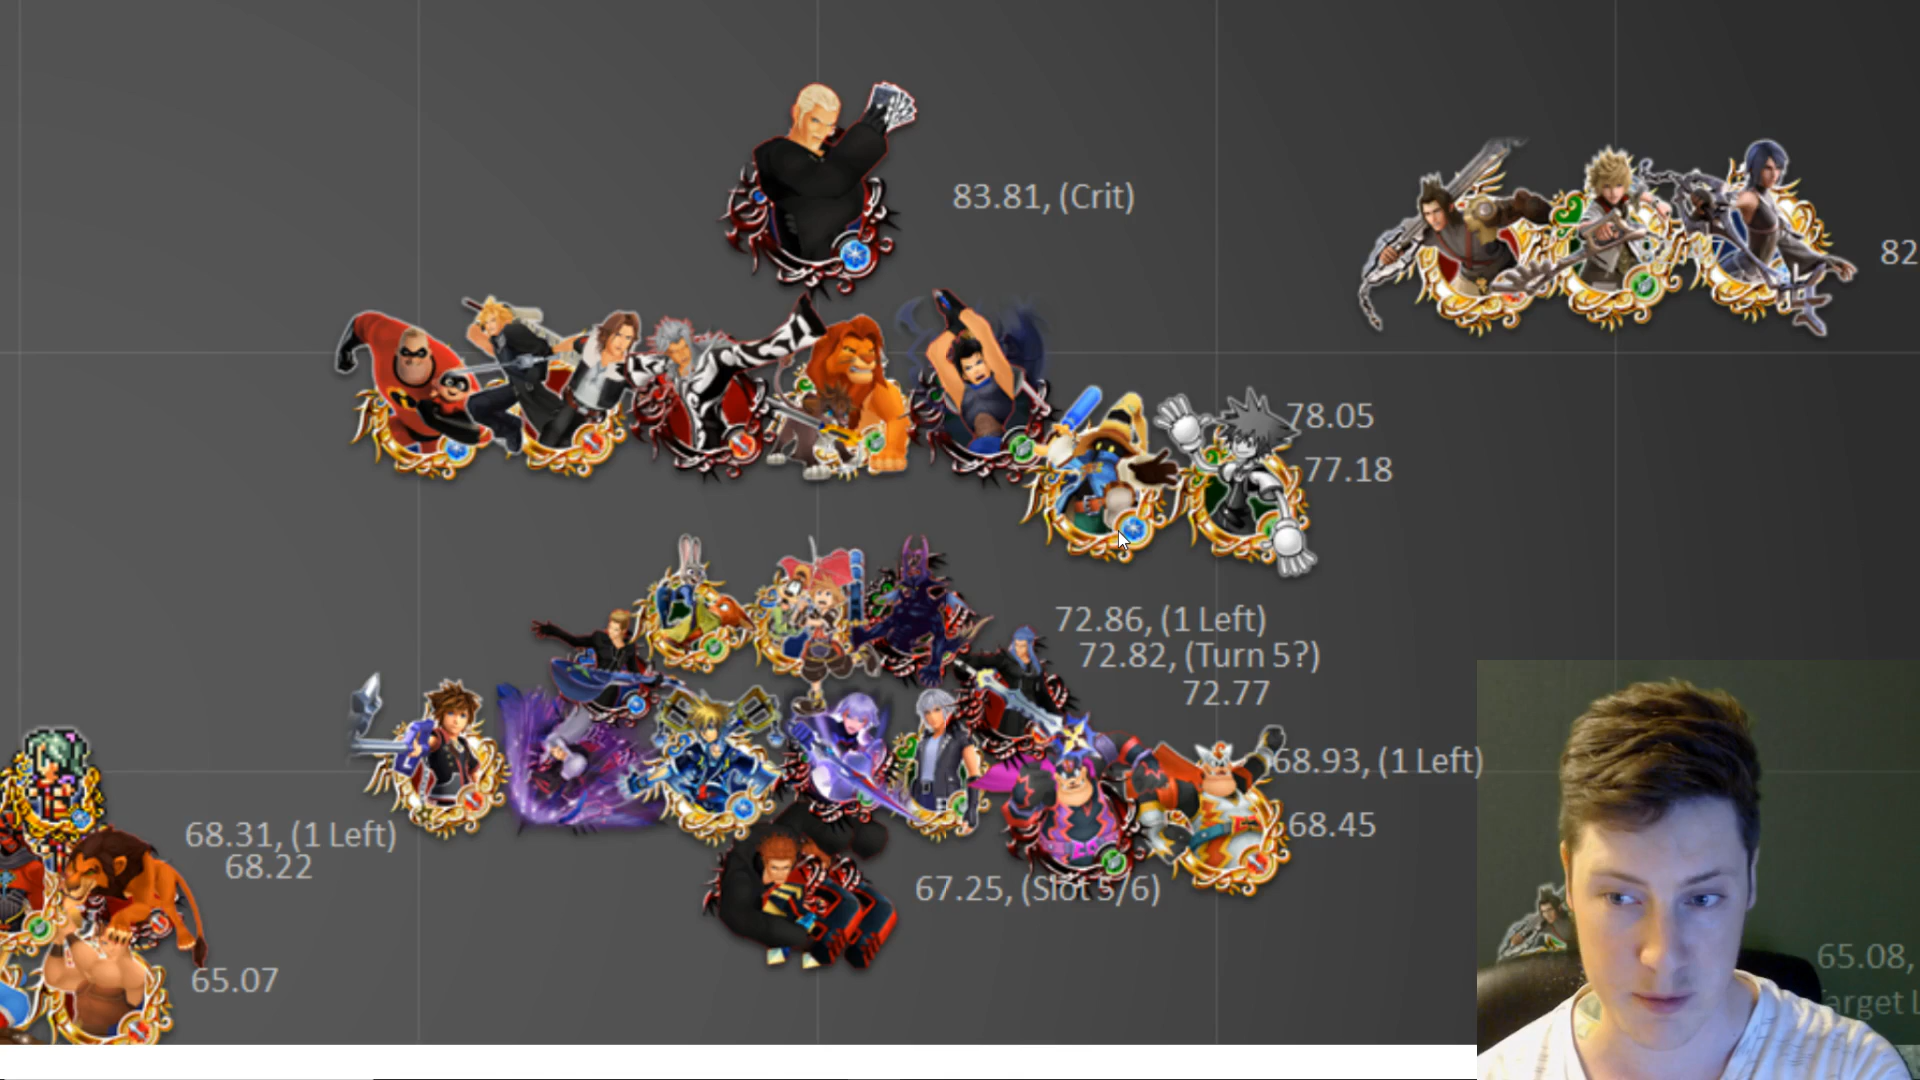 83.81, (Crit)
82
78.05
77.18
72.86, (1 Left)
72.82, (Turn 5?)
72.77
68.93, (1 Left)
68.45
68.31, (1 Left)
68.22
67.25, (Slot 5/6)
65.07
65.08,
arget L